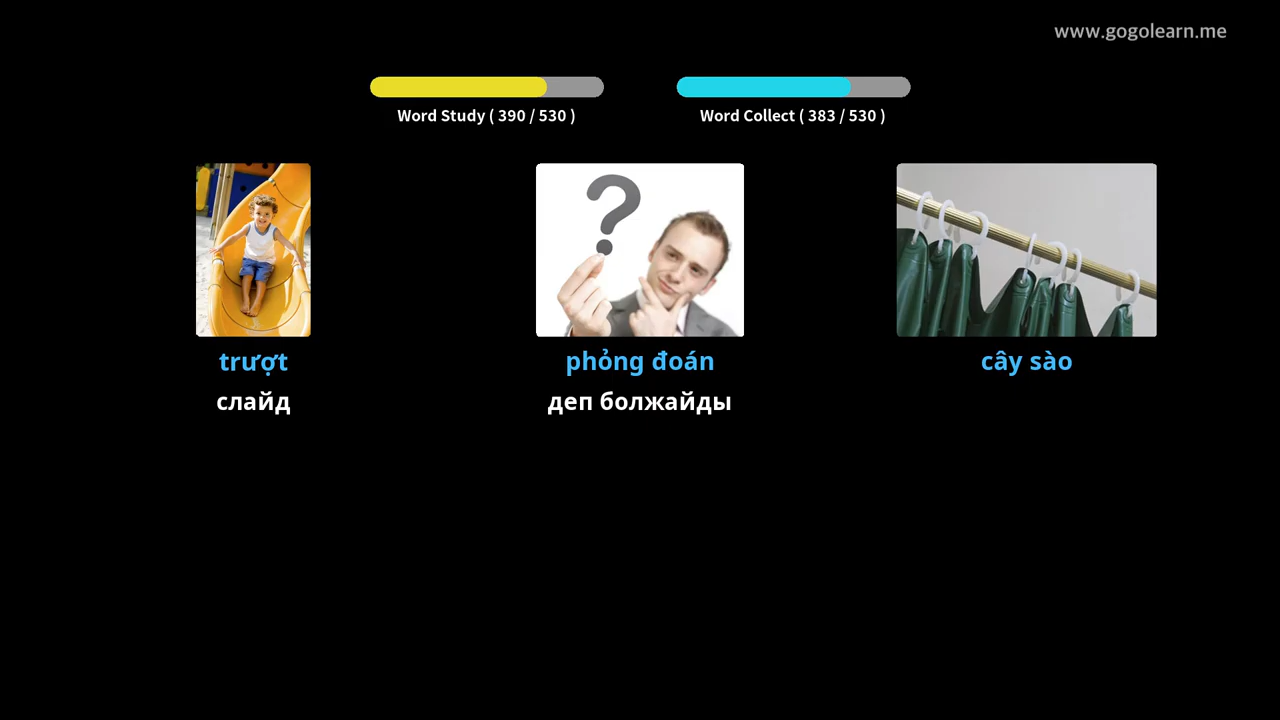 www.gogolearn.me
Word Study ( 390 / 530 )
Word Collect ( 383 / 530 )
trượt
phỏng đoán
cây sào
слайд
деп болжайды